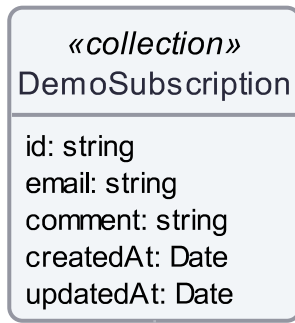 «collection»
DemoSubscription
id: string
email: string
comment: string
createdAt: Date
updatedAt: Date